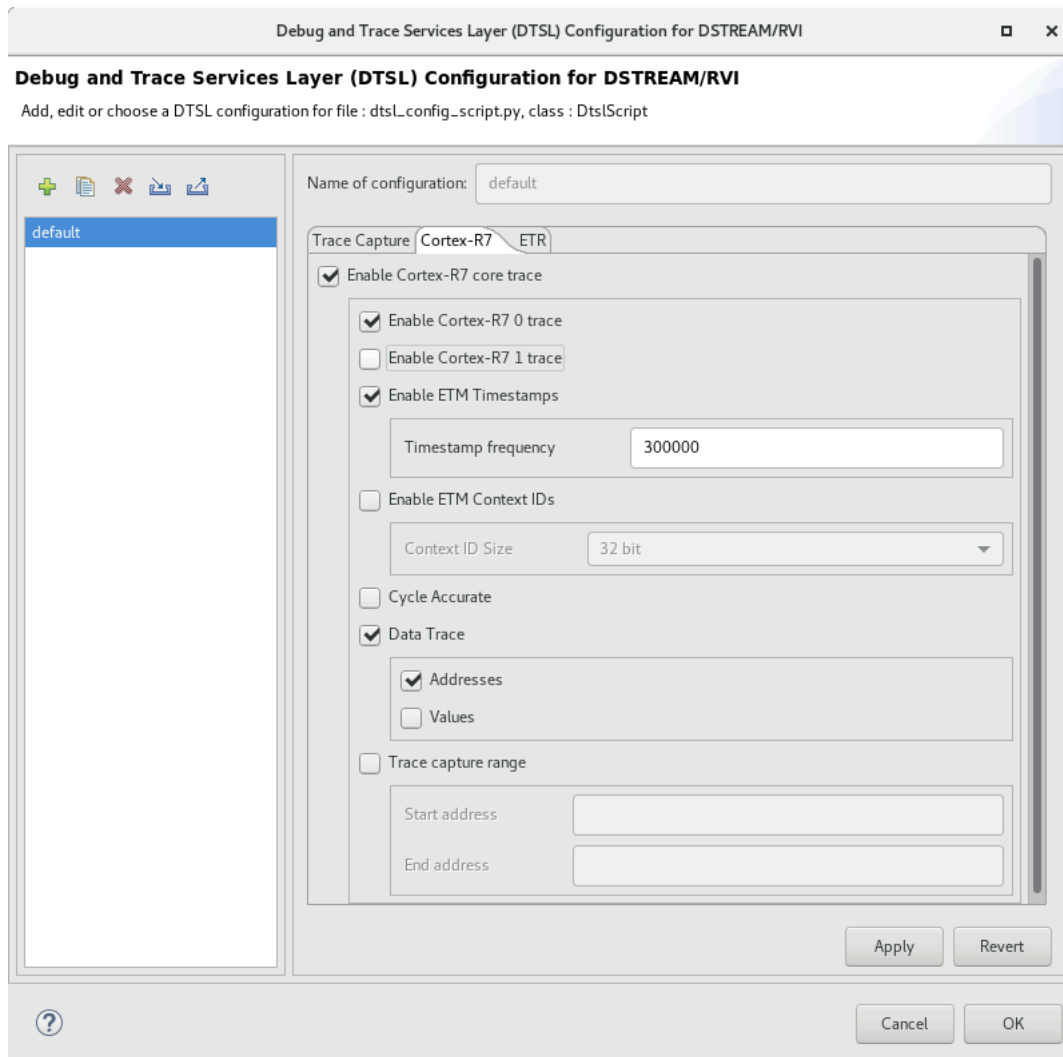 Debug and Trace Services Layer (DTSL) Configuration for DSTREAM/RVI
Debug and Trace Services Layer (DTSL) Configuration for DSTREAM/RVI
Add, edit or choose a DTSL configuration for file : dtsl_config_script.py, class : DtslScript
default
Name of configuration: default
Trace Capture Cortex-R7 ETR
Enable Cortex-R7 core trace
Enable Cortex-R7 0 trace
Enable Cortex-R7 1 trace
Enable ETM Timestamps
Timestamp frequency 300000
Enable ETM Context IDs
Context ID Size 32 bit
Cycle Accurate
Data Trace
Addresses
Values
Trace capture range
Start address
End address
Apply Revert
? Cancel OK